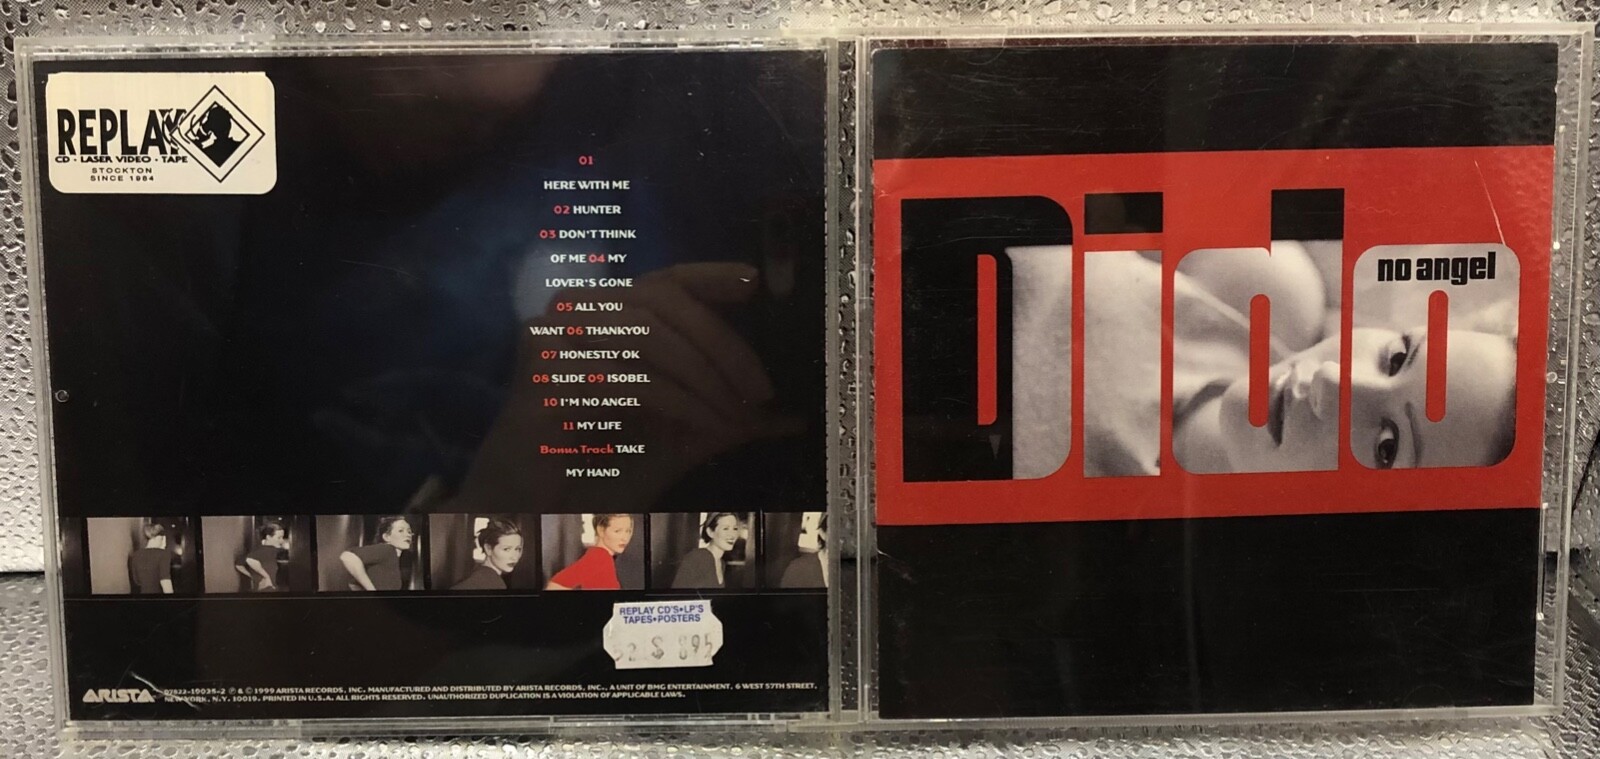 REPLAY
CD · LASER VIDEO · TAPE
STOCKTON
SINCE 1984
01
HERE WITH ME
02 HUNTER
03 DON'T THINK
OF ME 04 MY
LOVER'S GONE
05 ALL YOU
WANT 06 THANKYOU
07 HONESTLY OK
08 SLIDE 09 ISOBEL
10 I'M NO ANGEL
11 MY LIFE
Bonus Track TAKE
MY HAND
REPLAY CD'S•LP'S
TAPES•POSTERS
$ 895
ARISTA
07822-19025-2 ℗ & © 1999 ARISTA RECORDS, INC. MANUFACTURED AND DISTRIBUTED BY ARISTA RECORDS, INC., A UNIT OF BMG ENTERTAINMENT, 6 WEST 57TH STREET,
NEW YORK, N.Y. 10019. PRINTED IN U.S.A. ALL RIGHTS RESERVED. UNAUTHORIZED DUPLICATION IS A VIOLATION OF APPLICABLE LAWS.
Dido
no angel